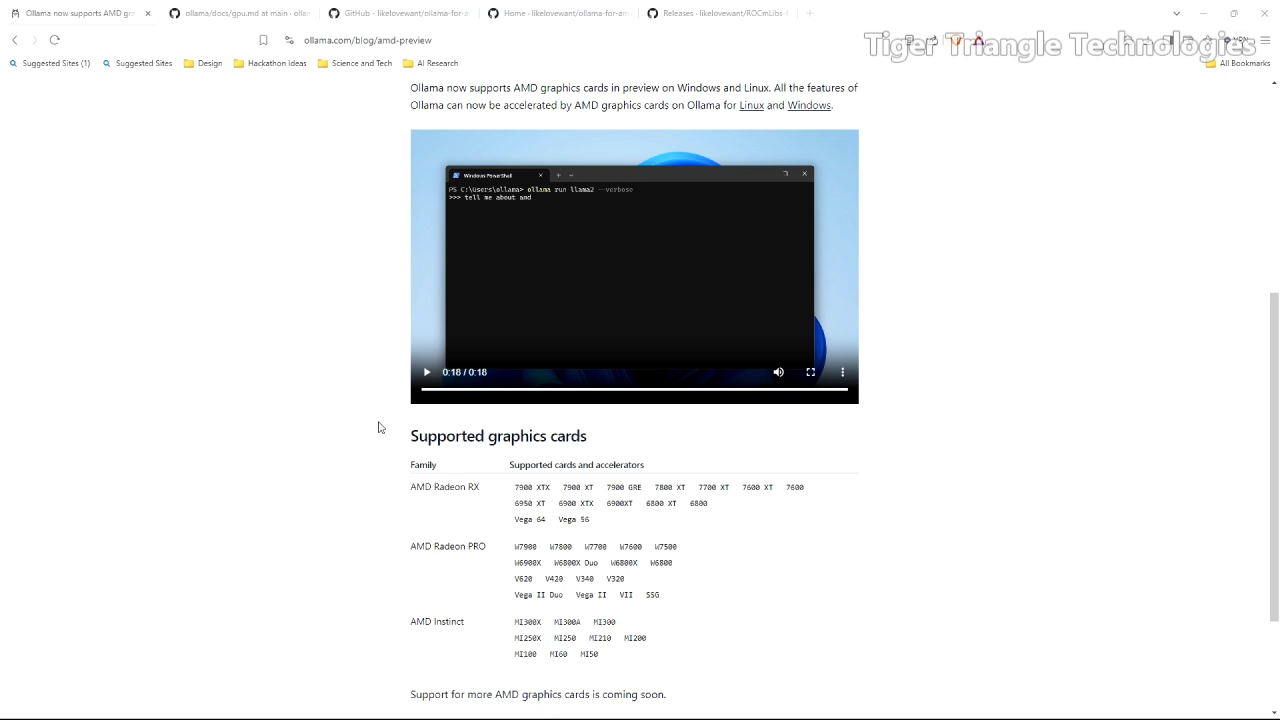 Ollama now supports AMD gra
ollama/docs/gpu.md at main · ollam
GitHub - likelovewant/ollama-for-a
Home · likelovewant/ollama-for-am
Releases · likelovewant/ROCmLibs-
ollama.com/blog/amd-preview
VPN
Tiger Triangle Technologies
Suggested Sites (1)
Suggested Sites
Design
Hackathon Ideas
Science and Tech
AI Research
All Bookmarks
Ollama now supports AMD graphics cards in preview on Windows and Linux. All the features of
Ollama can now be accelerated by AMD graphics cards on Ollama for Linux and Windows.
Windows PowerShell
PS C:\Users\ollama> ollama run llama2 --verbose
>>> tell me about amd
0:18 / 0:18
Supported graphics cards
Family Supported cards and accelerators
AMD Radeon RX 7900 XTX 7900 XT 7900 GRE 7800 XT 7700 XT 7600 XT 7600
6950 XT 6900 XTX 6900XT 6800 XT 6800
Vega 64 Vega 56
AMD Radeon PRO W7900 W7800 W7700 W7600 W7500
W6900X W6800X Duo W6800X W6800
V620 V420 V340 V320
Vega II Duo Vega II VII SSG
AMD Instinct MI300X MI300A MI300
MI250X MI250 MI210 MI200
MI100 MI60 MI50
Support for more AMD graphics cards is coming soon.